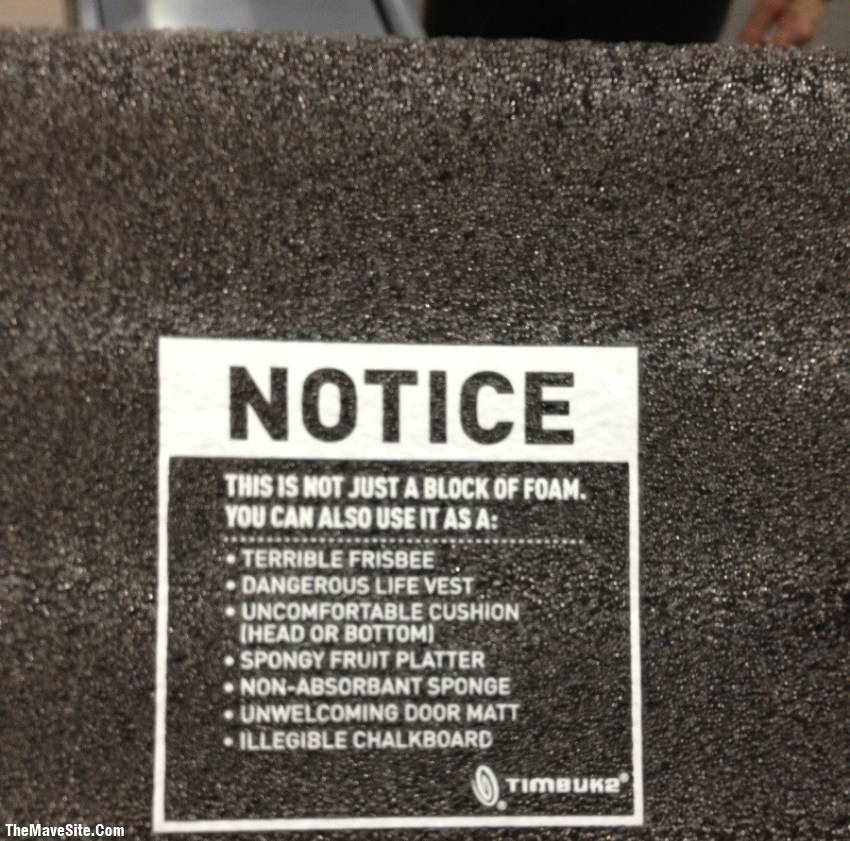 NOTICE
THIS IS NOT JUST A BLOCK OF FOAM.
YOU CAN ALSO USE IT AS A:
• TERRIBLE FRISBEE
• DANGEROUS LIFE VEST
• UNCOMFORTABLE CUSHION
(HEAD OR BOTTOM)
• SPONGY FRUIT PLATTER
• NON-ABSORBANT SPONGE
• UNWELCOMING DOOR MATT
• ILLEGIBLE CHALKBOARD
TIMBUK2®
TheMaveSite.Com